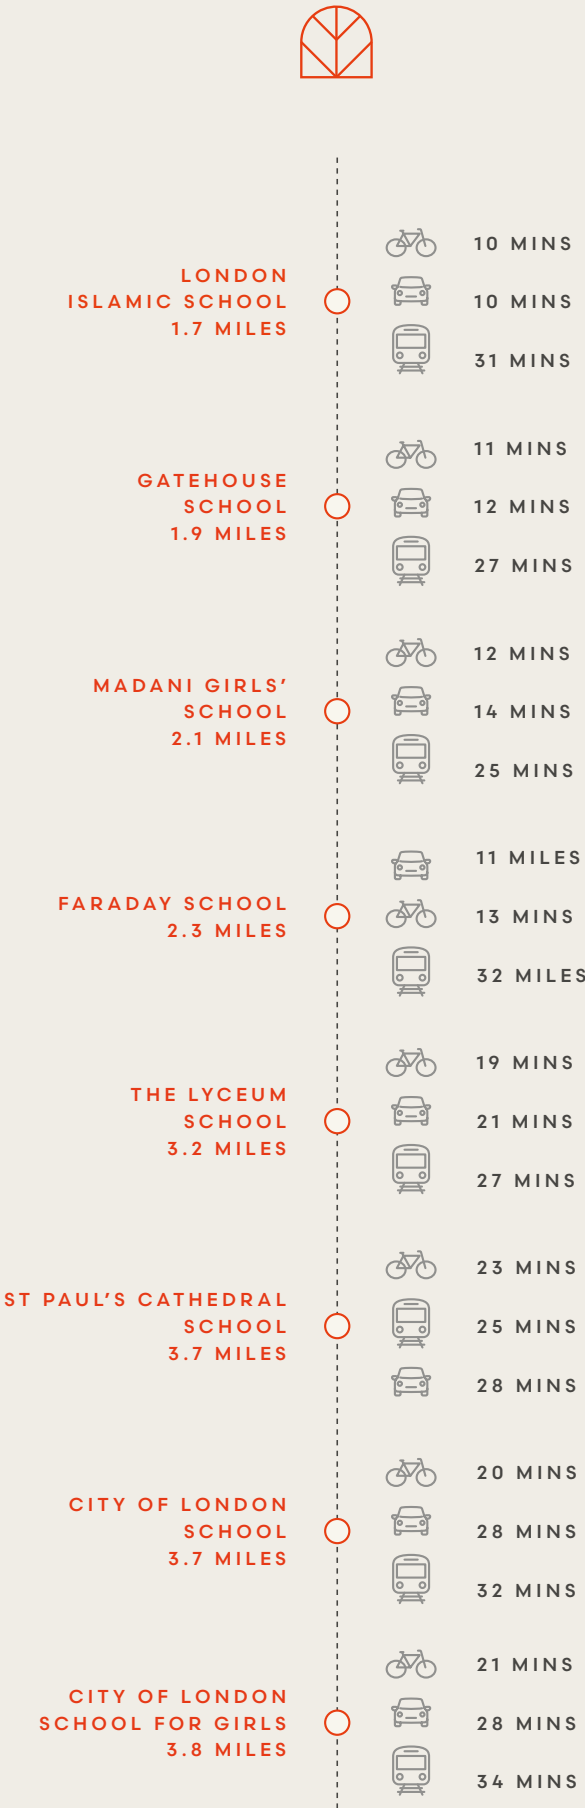 LONDON
ISLAMIC SCHOOL
1.7 MILES
10 MINS
10 MINS
31 MINS
GATEHOUSE
SCHOOL
1.9 MILES
11 MINS
12 MINS
27 MINS
MADANI GIRLS'
SCHOOL
2.1 MILES
12 MINS
14 MINS
25 MINS
FARADAY SCHOOL
2.3 MILES
11 MILES
13 MINS
32 MILES
THE LYCEUM
SCHOOL
3.2 MILES
19 MINS
21 MINS
27 MINS
ST PAUL'S CATHEDRAL
SCHOOL
3.7 MILES
23 MINS
25 MINS
28 MINS
CITY OF LONDON
SCHOOL
3.7 MILES
20 MINS
28 MINS
32 MINS
CITY OF LONDON
SCHOOL FOR GIRLS
3.8 MILES
21 MINS
28 MINS
34 MINS